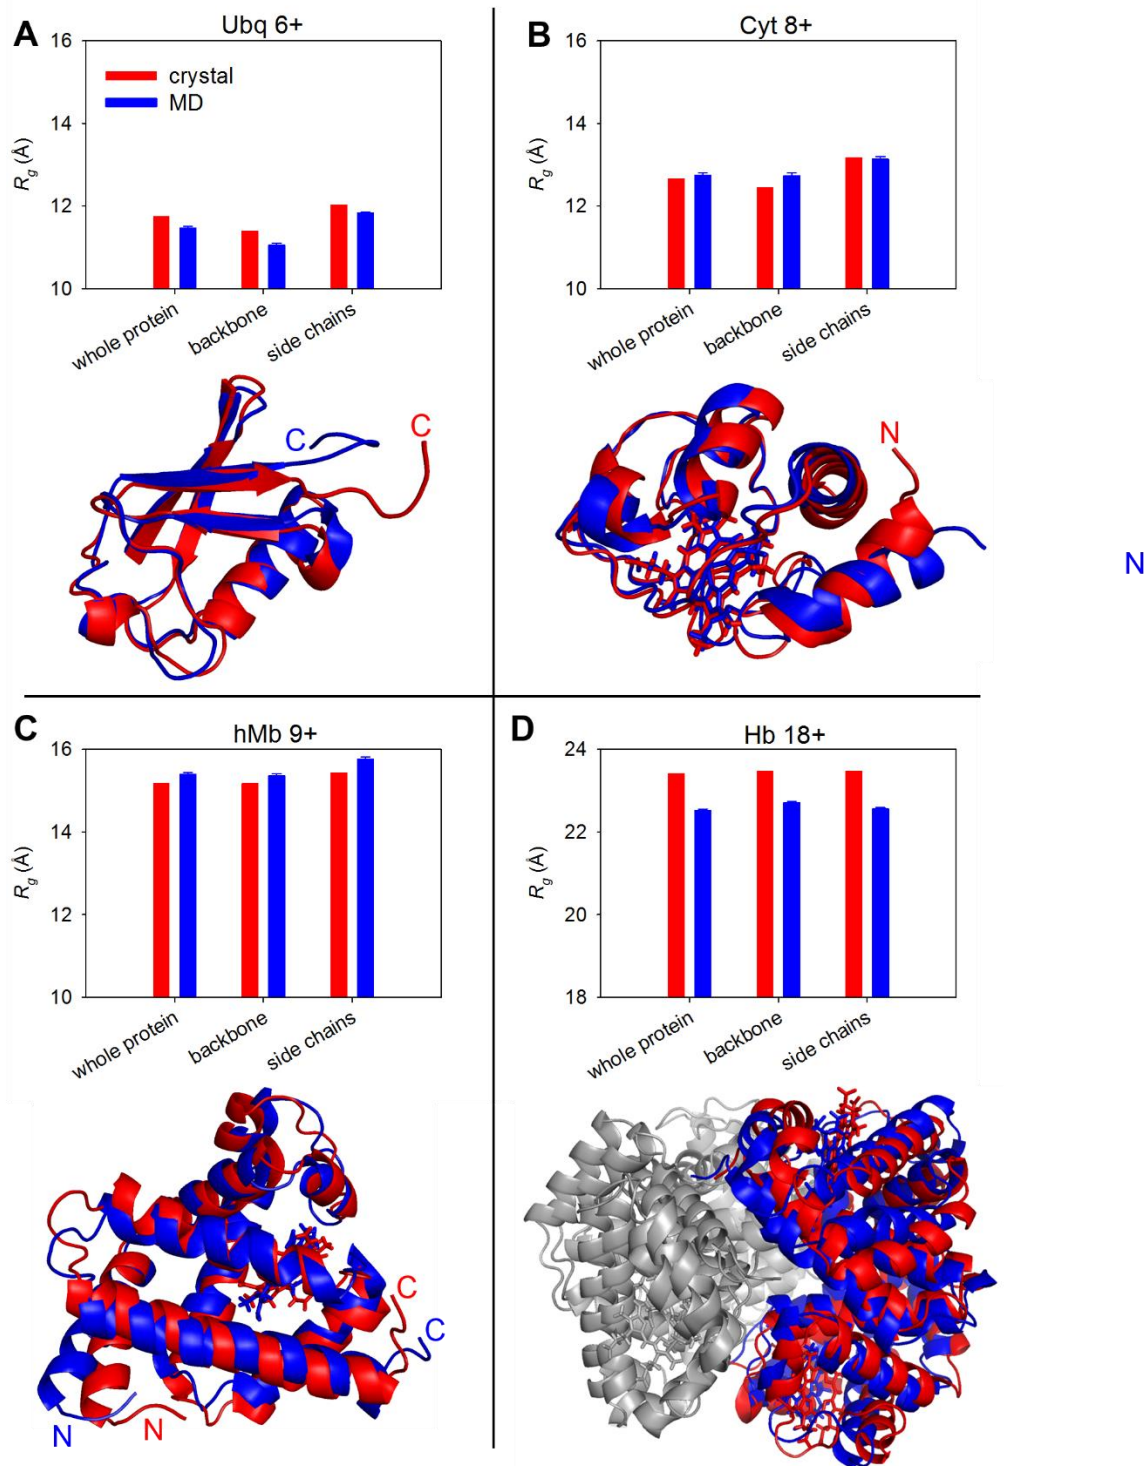 A
Ubq 6+
16
14
12
10
Rg (Å)
crystal
MD
whole protein
backbone
side chains
C
C
B
Cyt 8+
16
14
12
10
Rg (Å)
whole protein
backbone
side chains
N
N
C
hMb 9+
16
14
12
10
Rg (Å)
whole protein
backbone
side chains
C
C
N
N
D
Hb 18+
24
22
20
18
Rg (Å)
whole protein
backbone
side chains